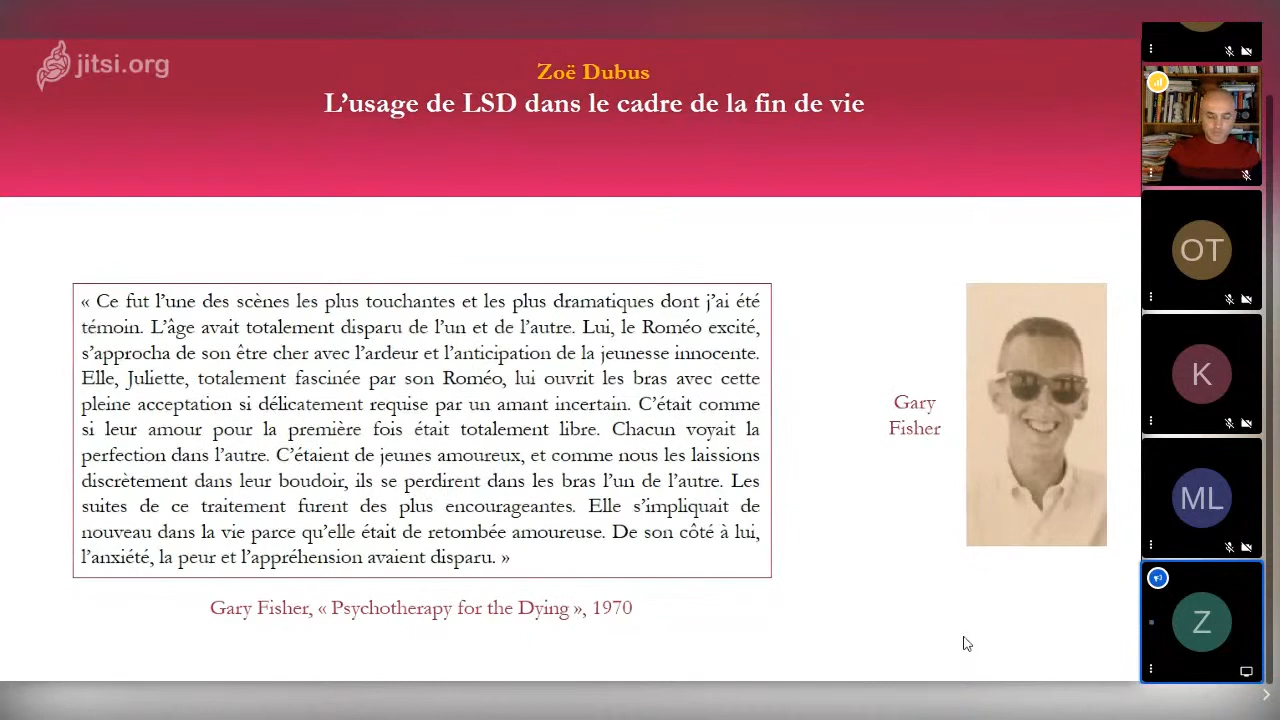 jitsi.org
Zoë Dubus
L’usage de LSD dans le cadre de la fin de vie
« Ce fut l’une des scènes les plus touchantes et les plus dramatiques dont j’ai été
témoin. L’âge avait totalement disparu de l’un et de l’autre. Lui, le Roméo excité,
s’approcha de son être cher avec l’ardeur et l’anticipation de la jeunesse innocente.
Elle, Juliette, totalement fascinée par son Roméo, lui ouvrit les bras avec cette
pleine acceptation si délicatement requise par un amant incertain. C’était comme
si leur amour pour la première fois était totalement libre. Chacun voyait la
perfection dans l’autre. C’étaient de jeunes amoureux, et comme nous les laissions
discrètement dans leur boudoir, ils se perdirent dans les bras l’un de l’autre. Les
suites de ce traitement furent des plus encourageantes. Elle s’impliquait de
nouveau dans la vie parce qu’elle était de retombée amoureuse. De son côté à lui,
l’anxiété, la peur et l’appréhension avaient disparu. »
Gary Fisher, « Psychotherapy for the Dying », 1970
Gary
Fisher
OT
K
ML
Z